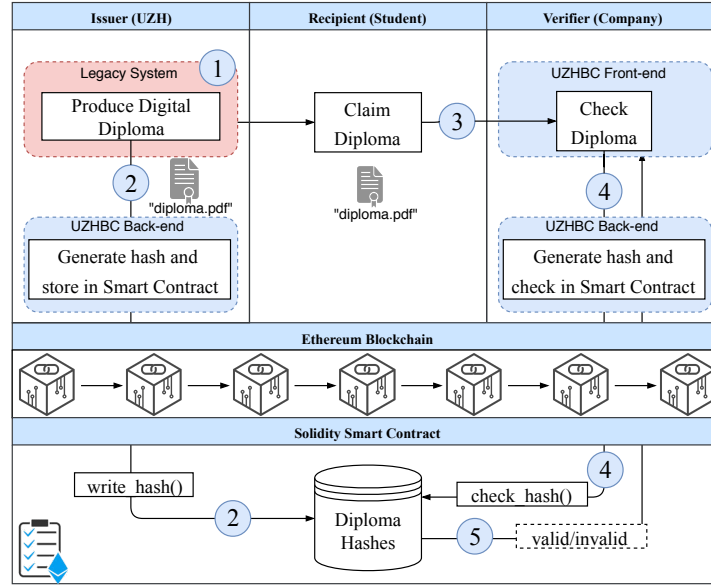 Issuer (UZH)
Recipient (Student)
Verifier (Company)
Legacy System
1
Produce Digital
Diploma
Claim
Diploma
3
UZHBC Front-end
Check
Diploma
2
"diploma.pdf"
"diploma.pdf"
4
UZHBC Back-end
Generate hash and
store in Smart Contract
UZHBC Back-end
Generate hash and
check in Smart Contract
Ethereum Blockchain
Solidity Smart Contract
write_hash()
2
Diploma
Hashes
check_hash()
4
5
valid/invalid